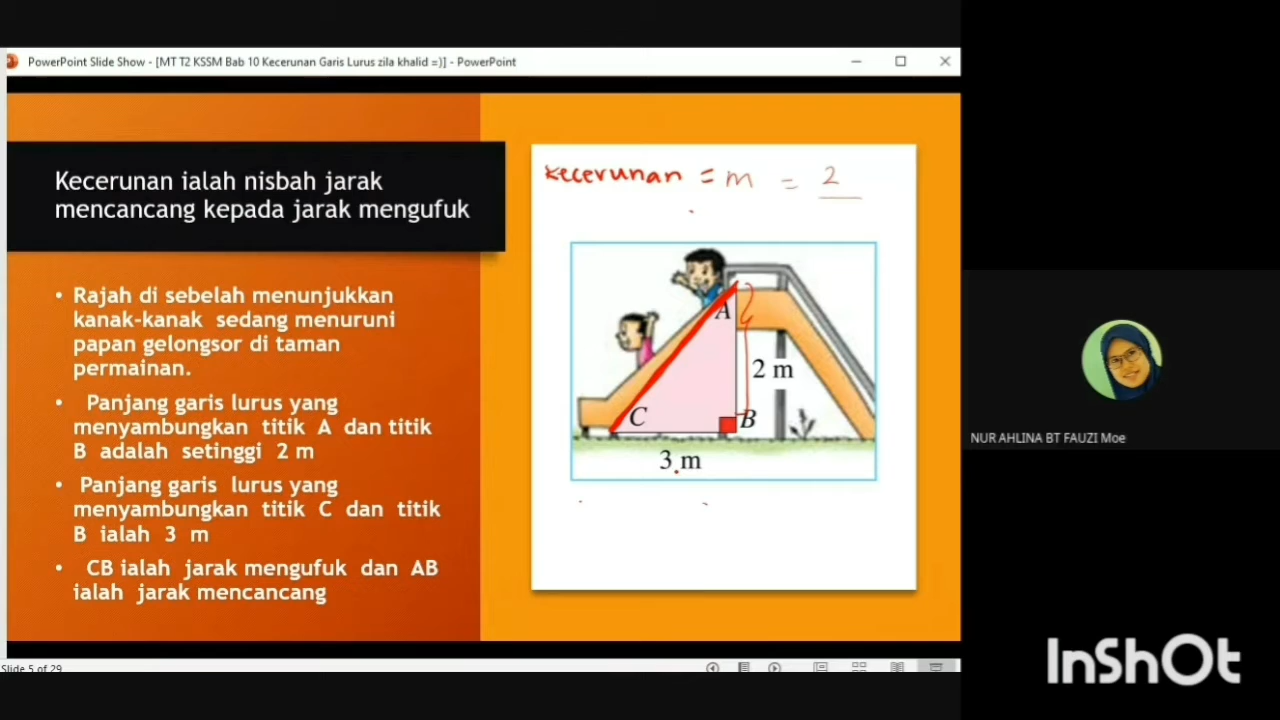 PowerPoint Slide Show - [MT T2 KSSM Bab 10 Kecerunan Garis Lurus zila khalid =)] - PowerPoint
Kecerunan ialah nisbah jarak
mencancang kepada jarak mengufuk
• Rajah di sebelah menunjukkan
kanak-kanak sedang menuruni
papan gelongsor di taman
permainan.
• Panjang garis lurus yang
menyambungkan titik A dan titik
B adalah setinggi 2 m
• Panjang garis lurus yang
menyambungkan titik C dan titik
B ialah 3 m
• CB ialah jarak mengufuk dan AB
ialah jarak mencancang
kecerunan = m = 2
A
2 m
C
B
3 m
NUR AHLINA BT FAUZI Moe
Slide 5 of 29
InShOt